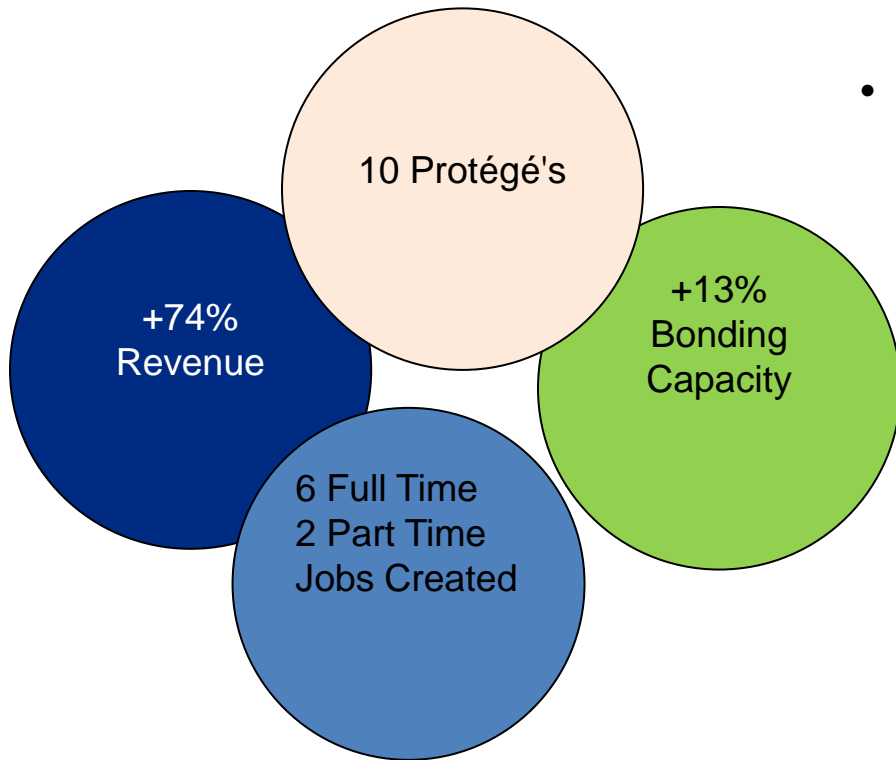 •
10 Protégé's
+74%
Revenue
+13%
Bonding
Capacity
6 Full Time
2 Part Time
Jobs Created